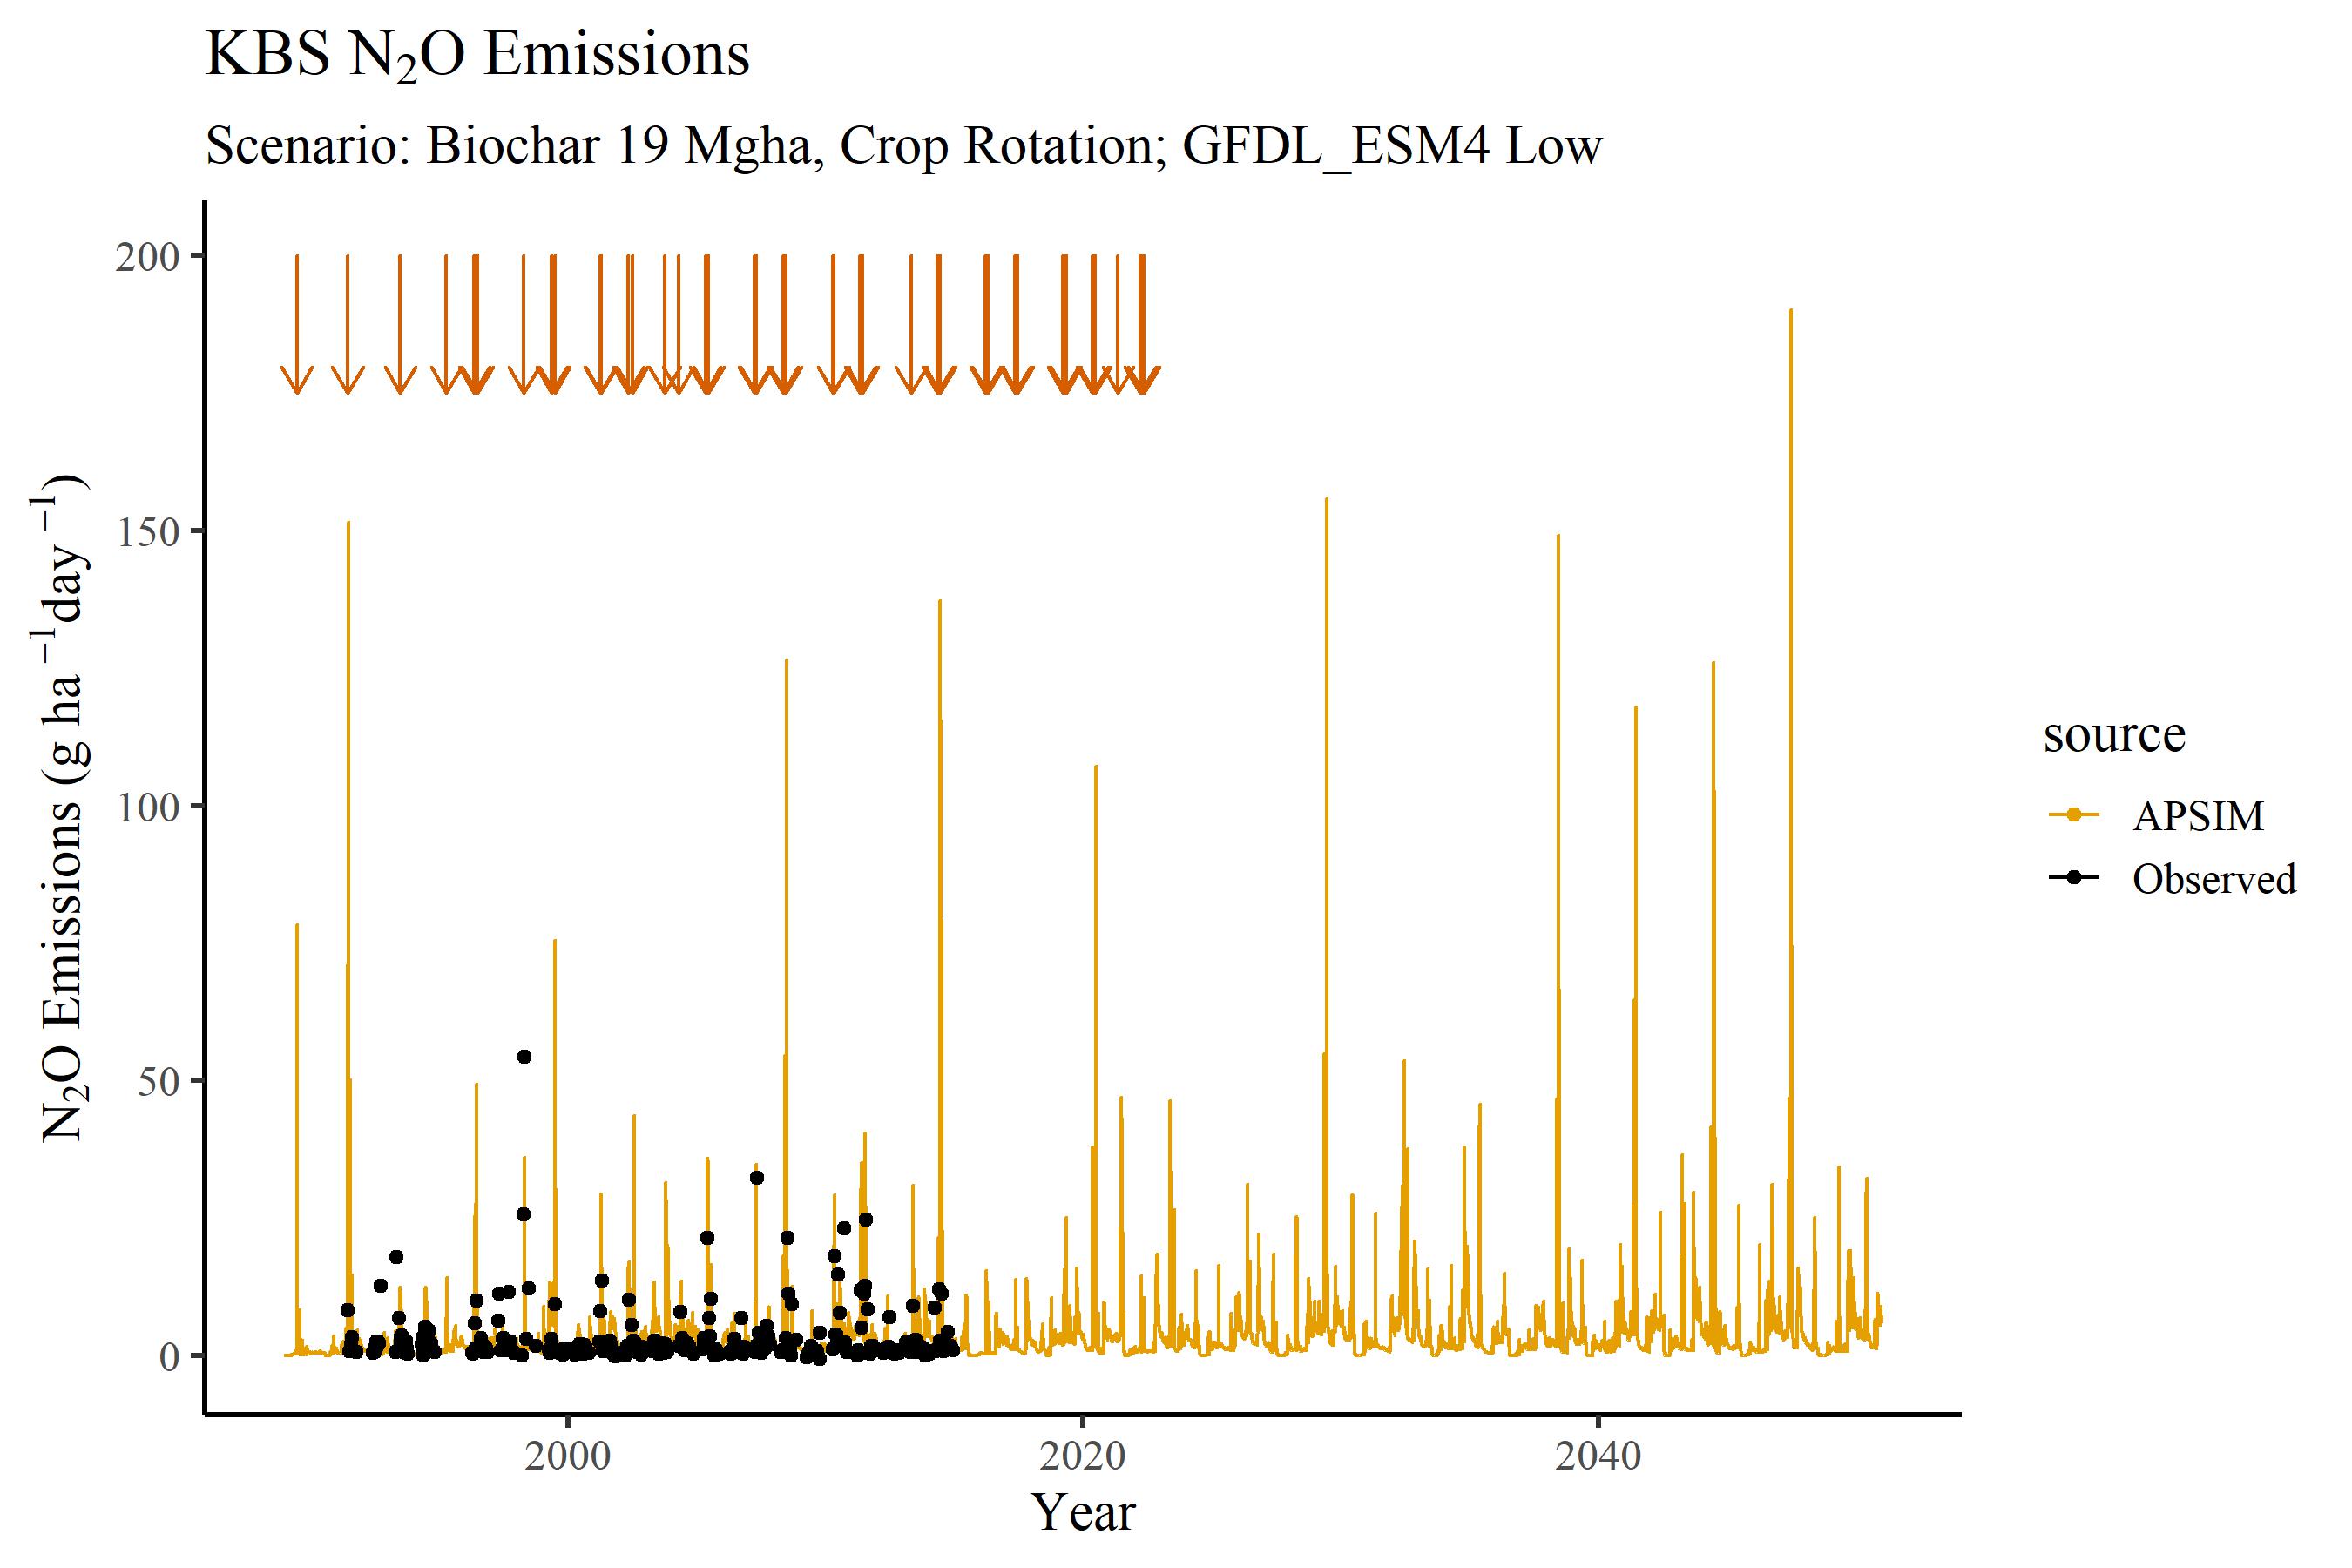 KBS N₂O Emissions
Scenario: Biochar 19 Mgha, Crop Rotation; GFDL_ESM4 Low
N₂O Emissions (g ha ⁻¹day ⁻¹)
200
150
100
50
0
2000
2020
2040
Year
source
APSIM
Observed